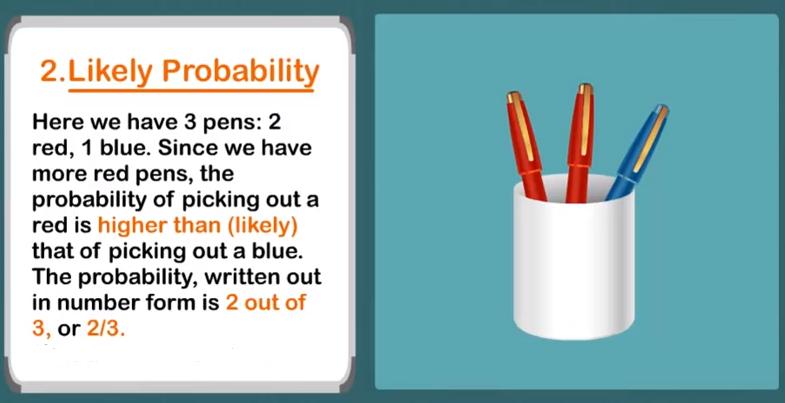 2.Likely Probability
Here we have 3 pens: 2
red, 1 blue. Since we have
more red pens, the
probability of picking out a
red is higher than (likely)
that of picking out a blue.
The probability, written out
in number form is 2 out of
3, or 2/3.